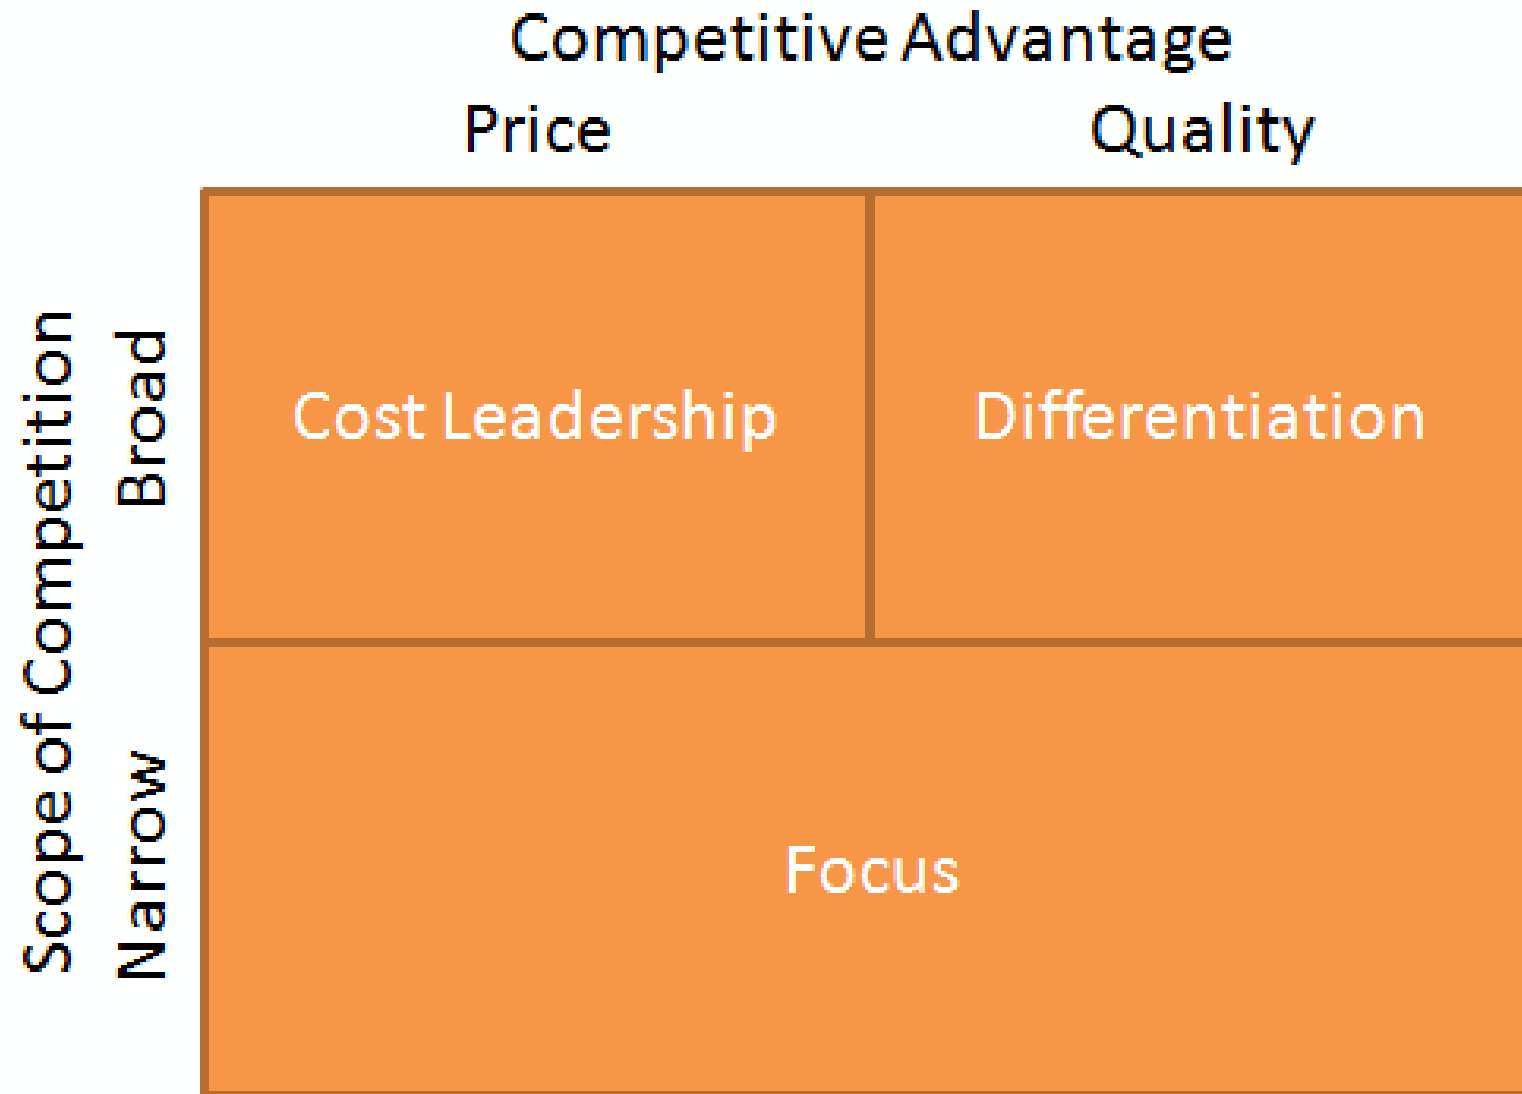 Competitive Advantage
Price Quality
Scope of Competition
Broad
Cost Leadership Differentiation
Narrow
Focus